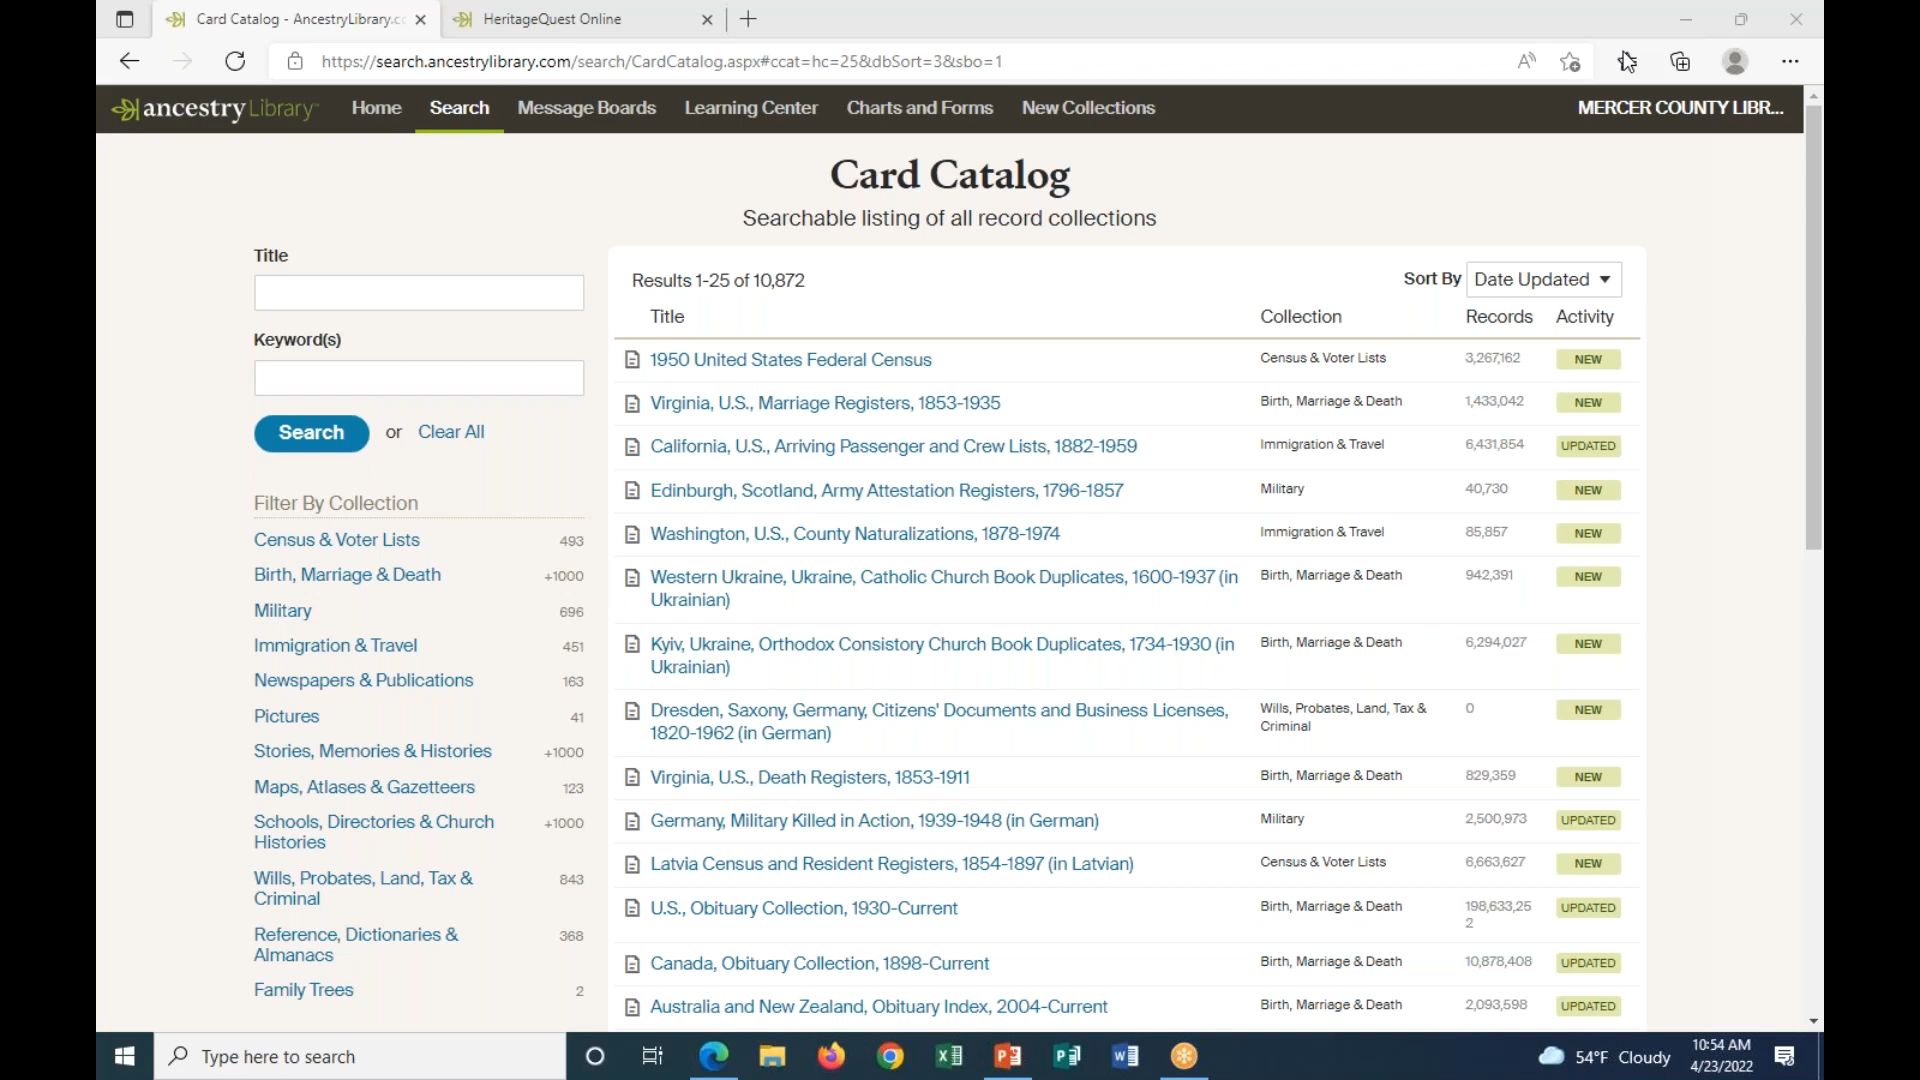 Card Catalog - AncestryLibrary.c
HeritageQuest Online
https://search.ancestrylibrary.com/search/CardCatalog.aspx#ccat=hc=25&dbSort=3&sbo=1
ancestryLibrary Home Search Message Boards Learning Center Charts and Forms New Collections MERCER COUNTY LIBR...
Card Catalog
Searchable listing of all record collections
Title
Keyword(s)
Search or Clear All
Filter By Collection
Census & Voter Lists 493
Birth, Marriage & Death +1000
Military 696
Immigration & Travel 451
Newspapers & Publications 163
Pictures 41
Stories, Memories & Histories +1000
Maps, Atlases & Gazetteers 123
Schools, Directories & Church +1000
Histories
Wills, Probates, Land, Tax & 843
Criminal
Reference, Dictionaries & 368
Almanacs
Family Trees 2
Results 1-25 of 10,872
Sort By Date Updated
Title Collection Records Activity
1950 United States Federal Census Census & Voter Lists 3,267,162 NEW
Virginia, U.S., Marriage Registers, 1853-1935 Birth, Marriage & Death 1,433,042 NEW
California, U.S., Arriving Passenger and Crew Lists, 1882-1959 Immigration & Travel 6,431,854 UPDATED
Edinburgh, Scotland, Army Attestation Registers, 1796-1857 Military 40,730 NEW
Washington, U.S., County Naturalizations, 1878-1974 Immigration & Travel 85,857 NEW
Western Ukraine, Ukraine, Catholic Church Book Duplicates, 1600-1937 (in Birth, Marriage & Death 942,391 NEW
Ukrainian)
Kyiv, Ukraine, Orthodox Consistory Church Book Duplicates, 1734-1930 (in Birth, Marriage & Death 6,294,027 NEW
Ukrainian)
Dresden, Saxony, Germany, Citizens' Documents and Business Licenses, Wills, Probates, Land, Tax & 0 NEW
1820-1962 (in German) Criminal
Virginia, U.S., Death Registers, 1853-1911 Birth, Marriage & Death 829,359 NEW
Germany, Military Killed in Action, 1939-1948 (in German) Military 2,500,973 UPDATED
Latvia Census and Resident Registers, 1854-1897 (in Latvian) Census & Voter Lists 6,663,627 NEW
U.S., Obituary Collection, 1930-Current Birth, Marriage & Death 198,633,25 UPDATED
2
Canada, Obituary Collection, 1898-Current Birth, Marriage & Death 10,878,408 UPDATED
Australia and New Zealand, Obituary Index, 2004-Current Birth, Marriage & Death 2,093,598 UPDATED
Type here to search
54°F Cloudy
10:54 AM
4/23/2022